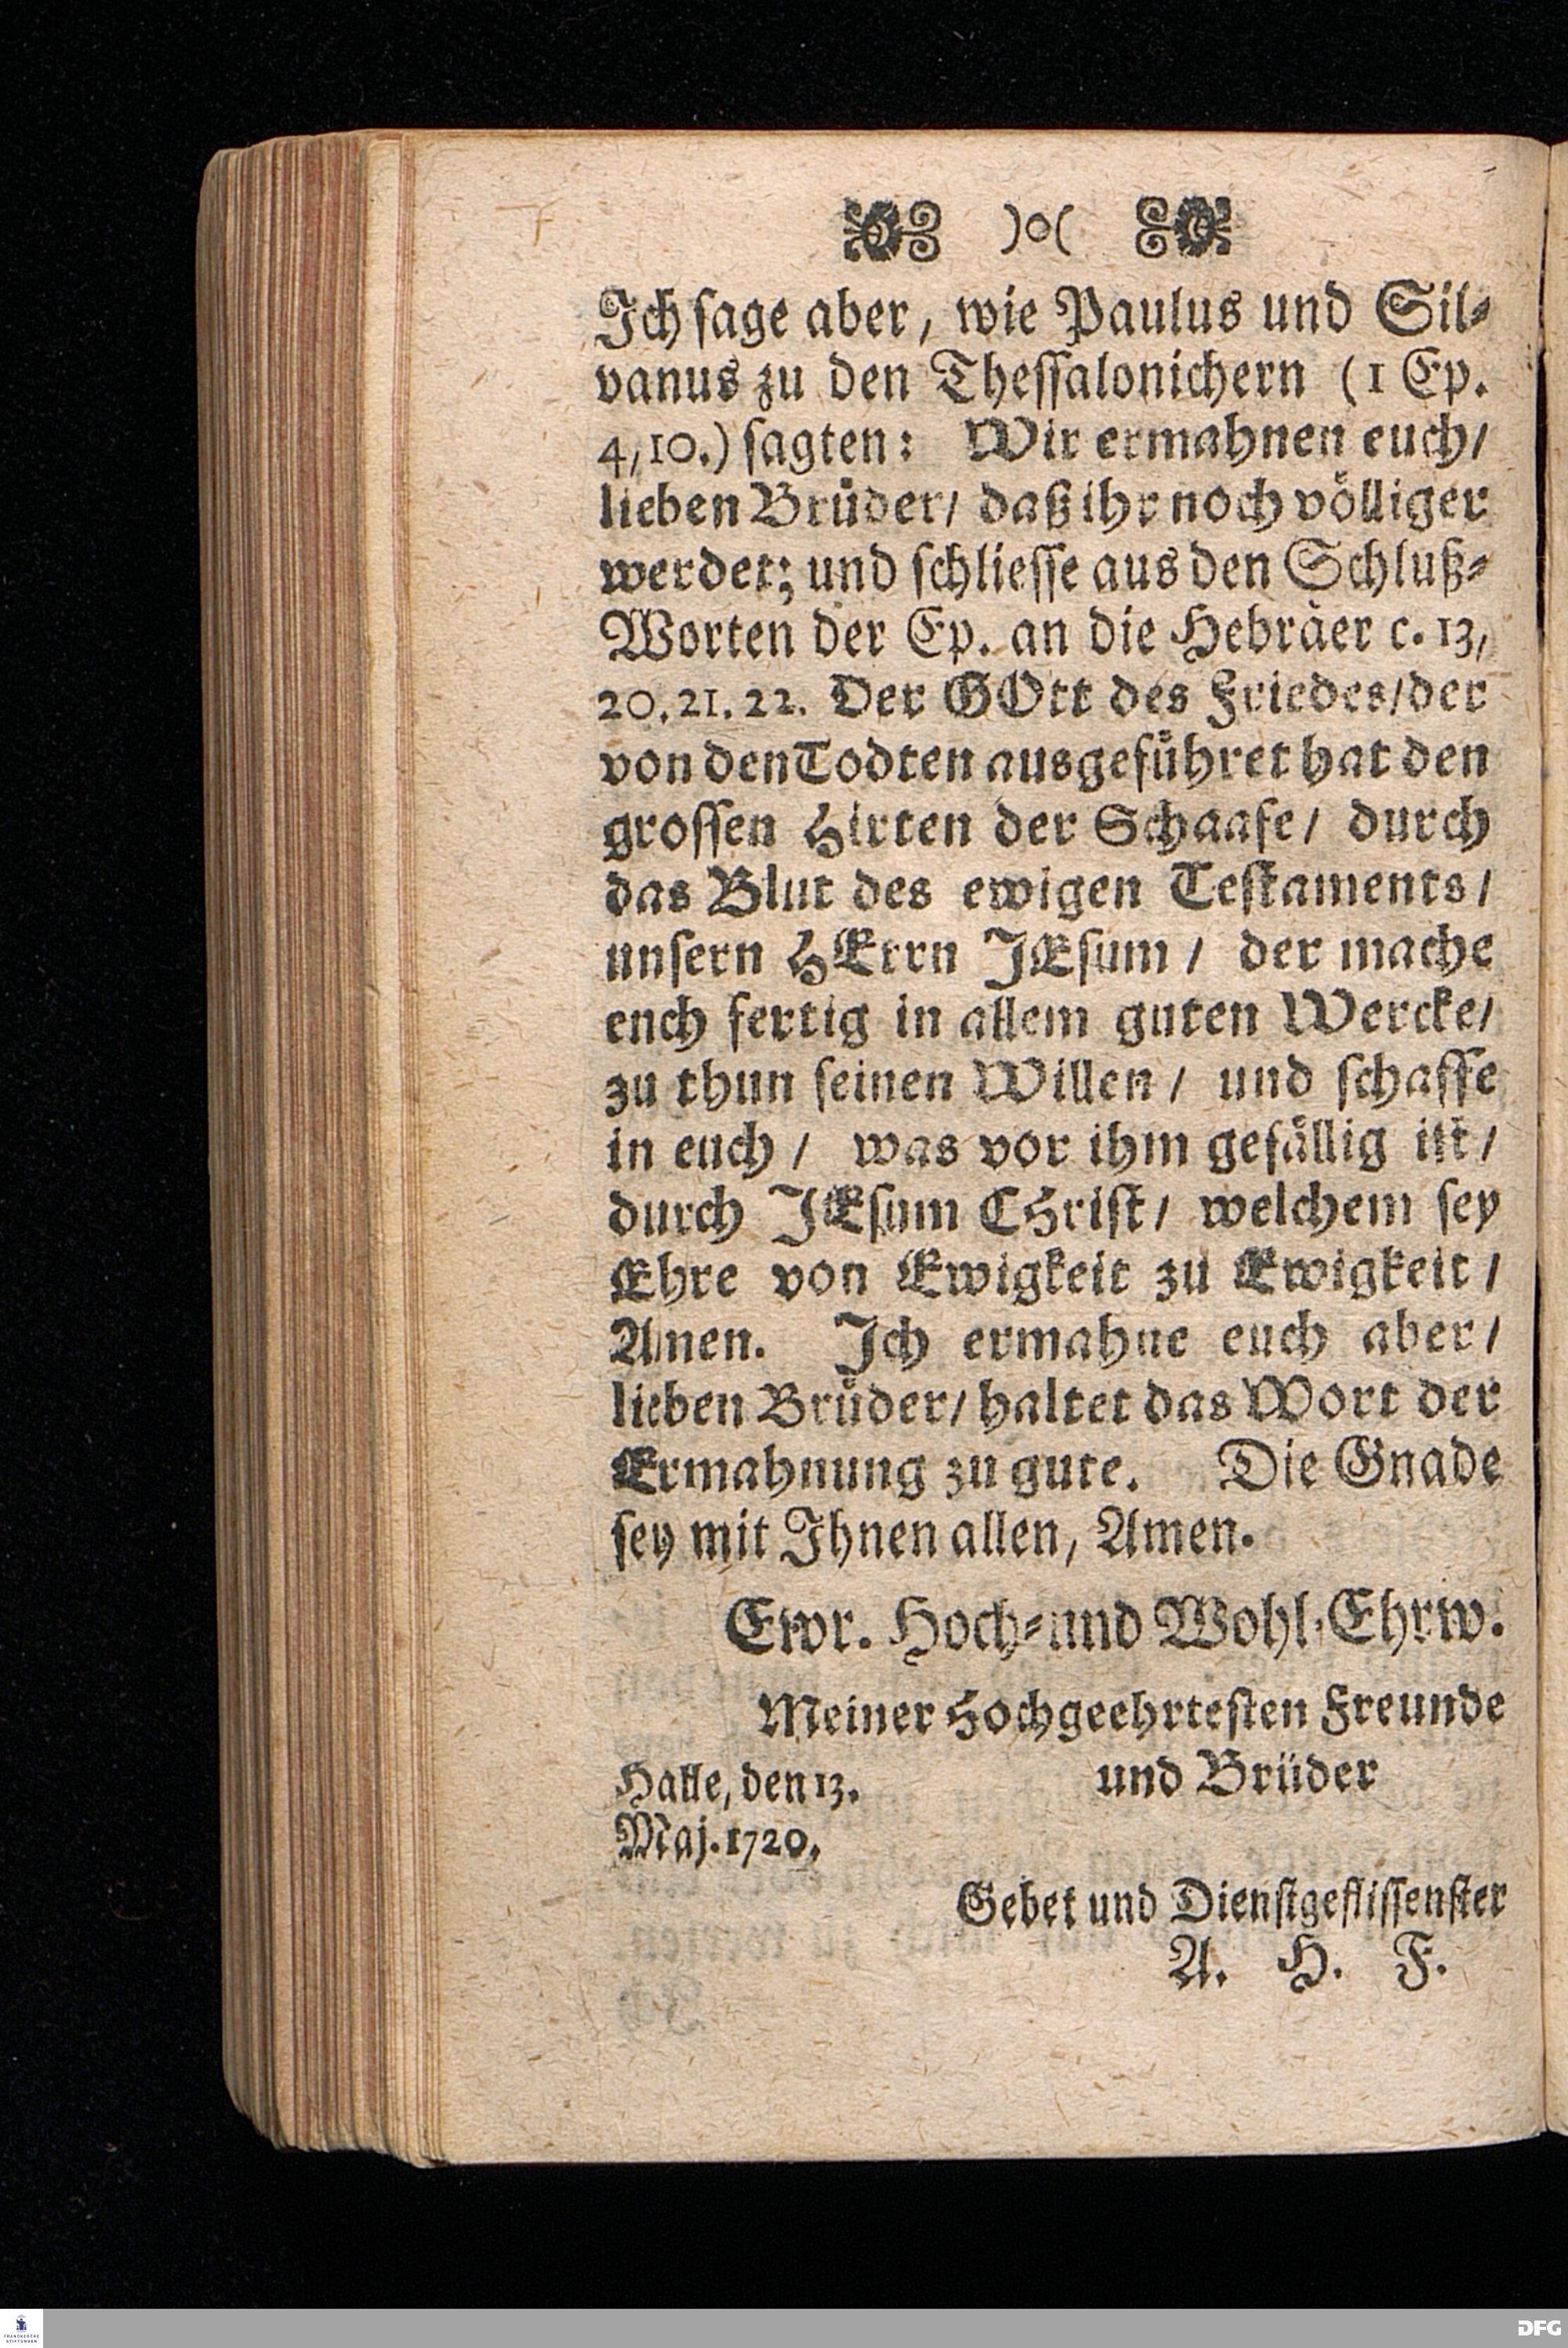 )o(
Ich sage aber, wie Paulus und Sil-
vanus zu den Thessalonichern (1 Ep.
4,10.) sagten: Wir ermahnen euch/
lieben Brüder/ daß ihr noch völliger
werdet; und schliesse aus den Schluß-
Worten der Ep. an die Hebräer c. 13,
20. 21. 22. Der GOtt des Friedes/der
von den Todten ausgeführet hat den
grossen Hirten der Schaafe/ durch
das Blut des ewigen Testaments/
unsern HErrn JEsum/ der mache
euch fertig in allem guten Wercke/
zu thun seinen Willen/ und schaffe
in euch/ was vor ihm gefällig ist/
durch JEsum CHrist/ welchem sey
Ehre von Ewigkeit zu Ewigkeit/
Amen. Ich ermahne euch aber/
lieben Brüder/ haltet das Wort der
Ermahnung zu gute. Die Gnade
sey mit Ihnen allen, Amen.
Ewr. Hoch- und Wohl-Ehrw.
Meiner Hochgeehrtesten Freunde
und Brüder
Halle, den 13.
Maj. 1720.
Gebet und Dienstgeflissenster
A. H. F.
FRANCKESCHE
STIFTUNGEN
DFG